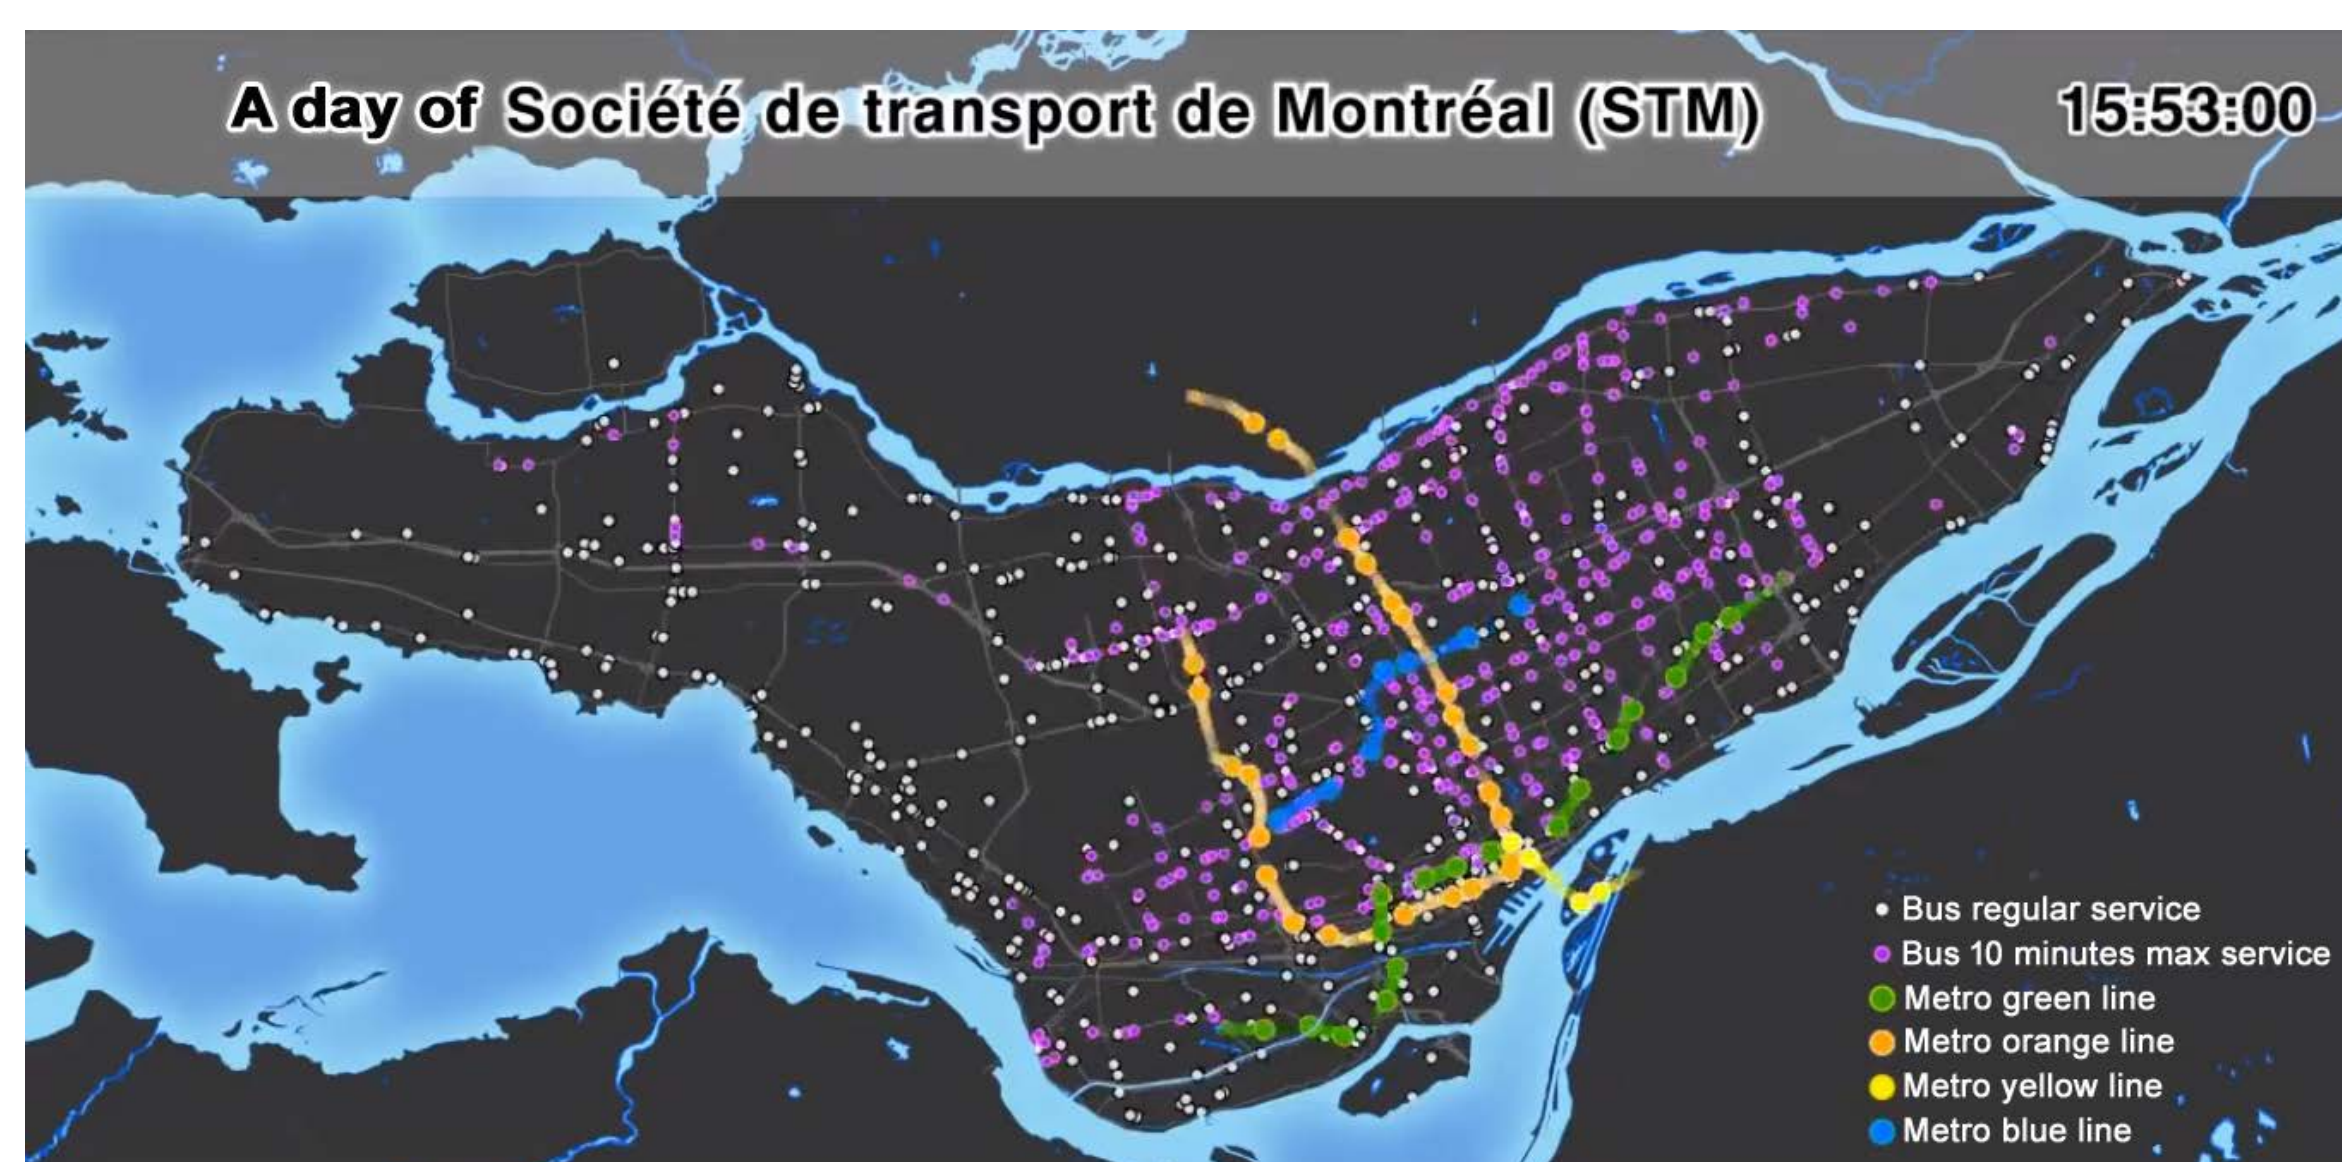 A day of Société de transport de Montréal (STM) 15:53:00
Bus regular service
Bus 10 minutes max service
Metro green line
Metro orange line
Metro yellow line
Metro blue line